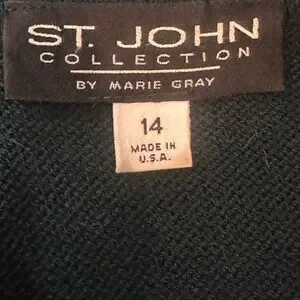 ST. JOHN
COLLECTION
BY MARIE GRAY
14
MADE IN
U.S.A.